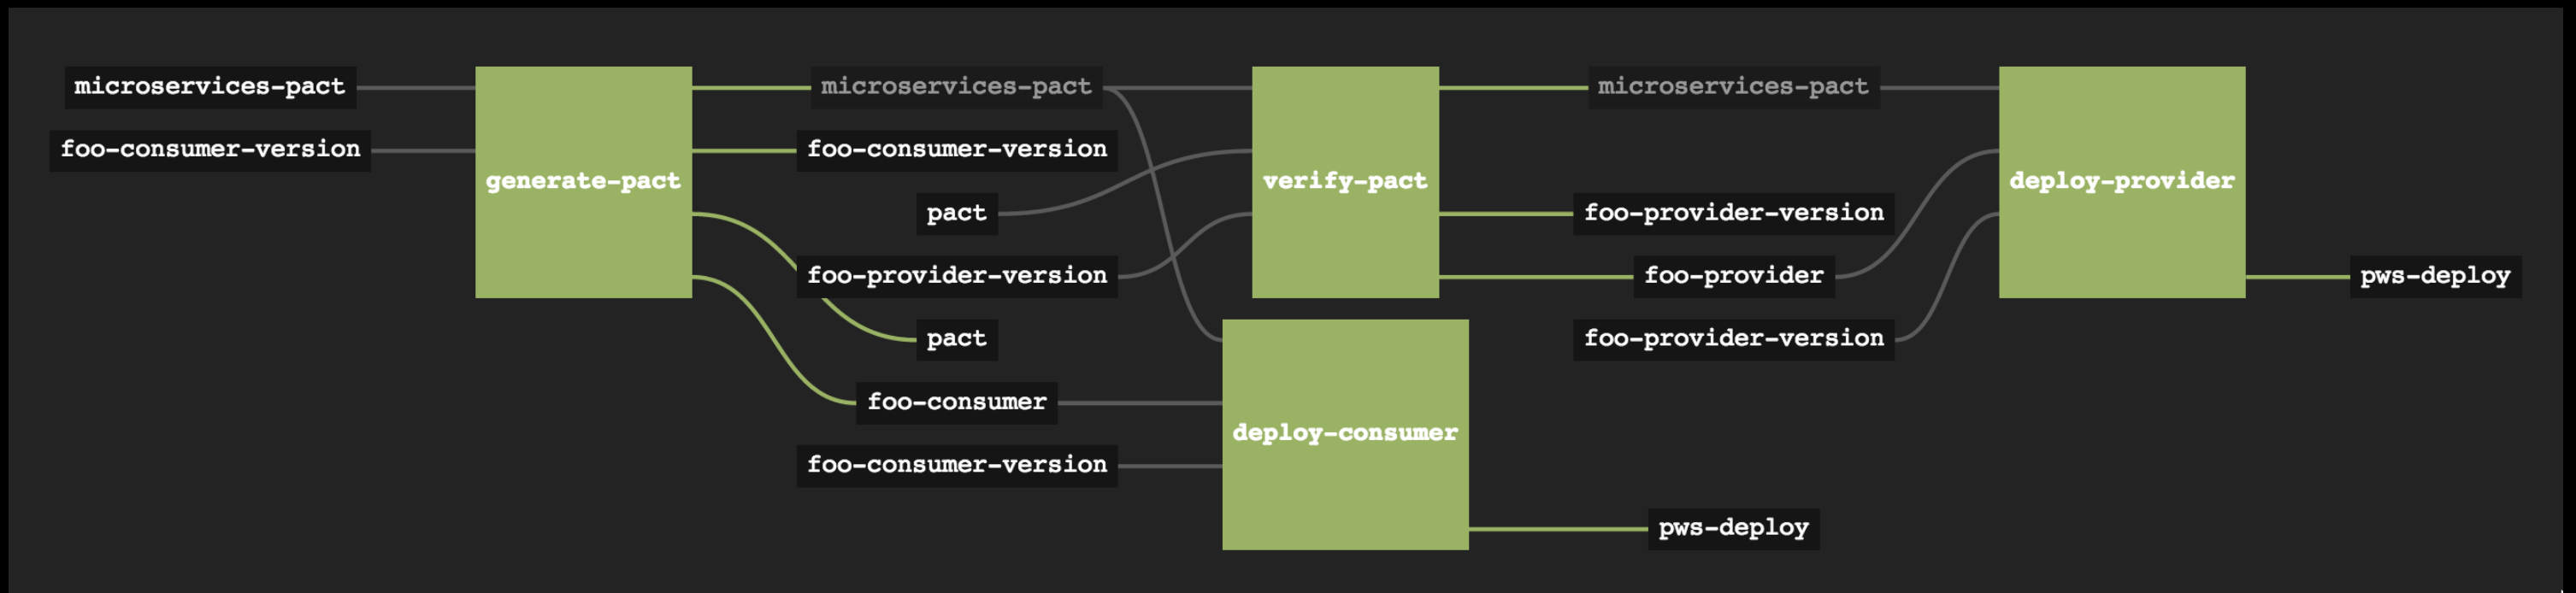 microservices-pact
foo-consumer-version
generate-pact
microservices-pact
foo-consumer-version
pact
foo-provider-version
pact
foo-consumer
foo-consumer-version
verify-pact
deploy-consumer
microservices-pact
foo-provider-version
foo-provider
foo-provider-version
pws-deploy
deploy-provider
pws-deploy